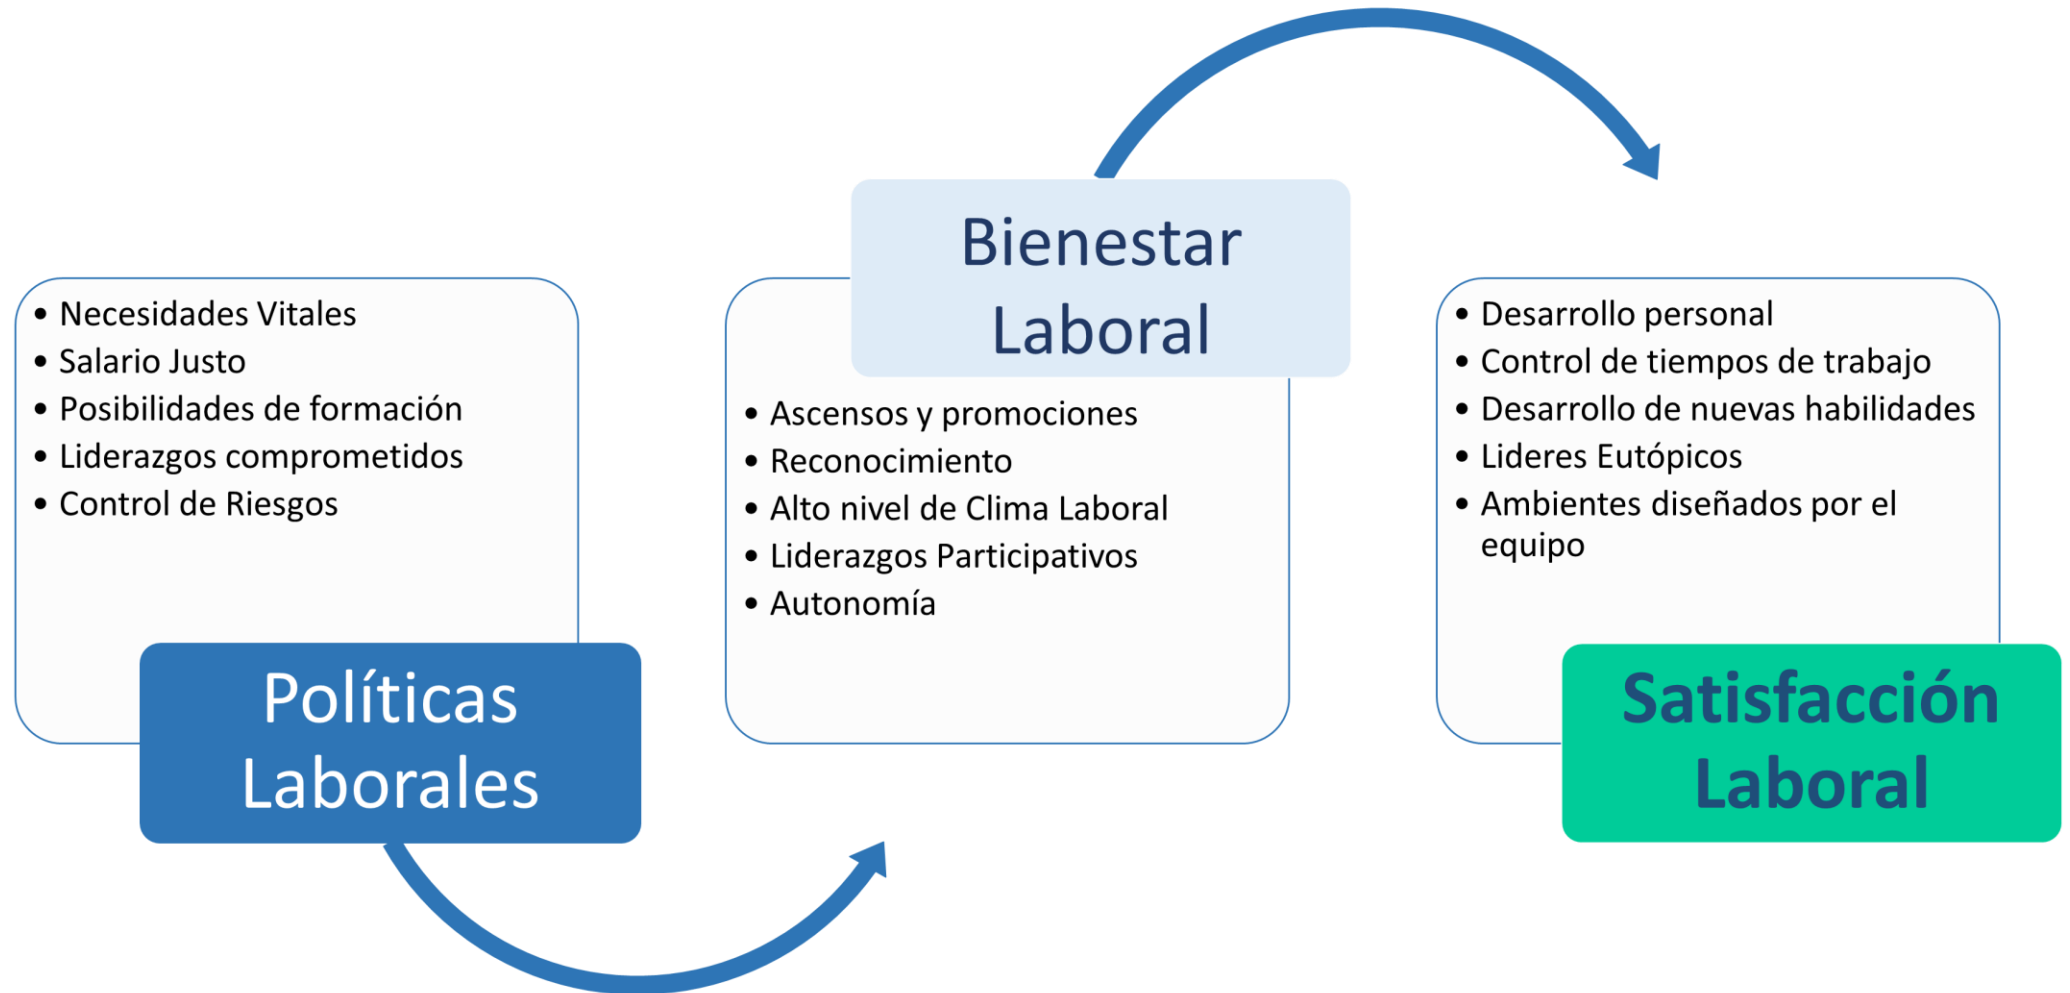 • Necesidades Vitales
• Salario Justo
• Posibilidades de formación
• Liderazgos comprometidos
• Control de Riesgos
Políticas
Laborales
Bienestar
Laboral
• Ascensos y promociones
• Reconocimiento
• Alto nivel de Clima Laboral
• Liderazgos Participativos
• Autonomía
• Desarrollo personal
• Control de tiempos de trabajo
• Desarrollo de nuevas habilidades
• Lideres Eutópicos
• Ambientes diseñados por el
equipo
Satisfacción
Laboral